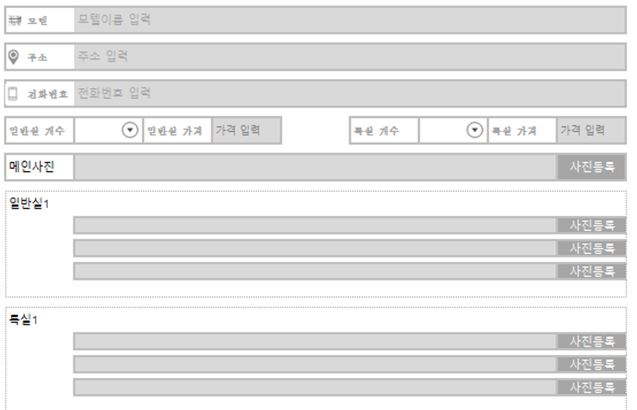 모텔 모텔이름 입력
주소 주소 입력
전화번호 전화번호 입력
일반실 개수 일반실 가격 가격 입력 특실 개수 특실 가격 가격 입력
메인사진 사진등록
일반실1
사진등록
사진등록
사진등록
특실1
사진등록
사진등록
사진등록